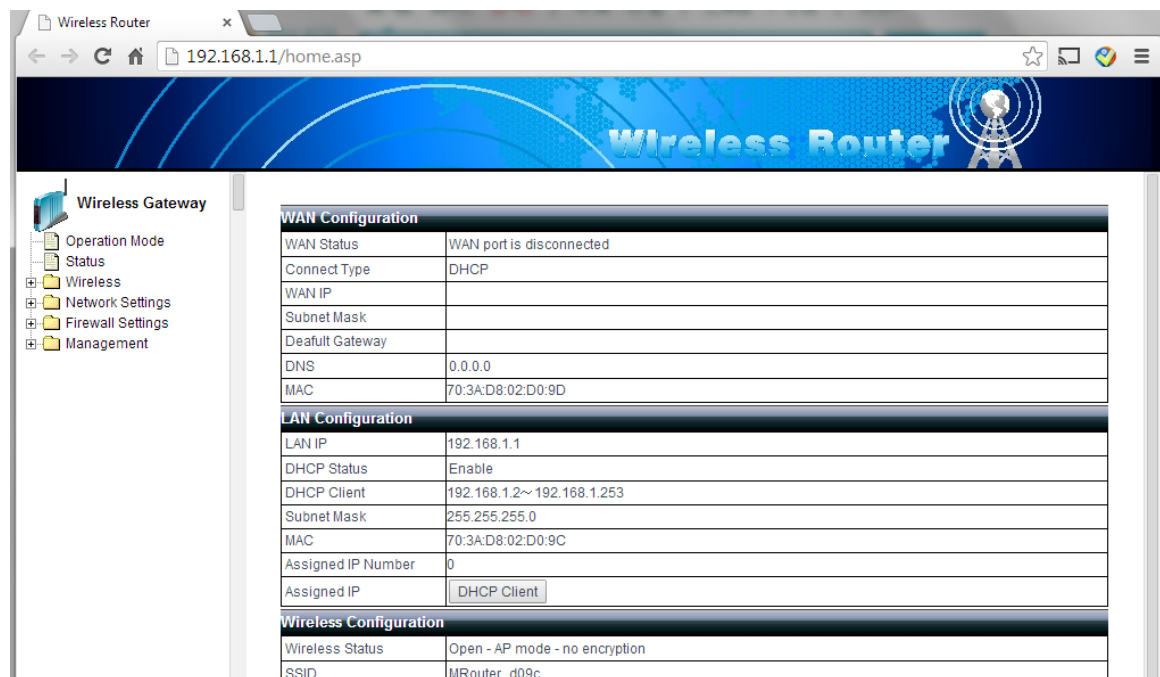 Wireless Router
192.168.1.1/home.asp
Wireless Router
Wireless Gateway
Operation Mode
Status
Wireless
Network Settings
Firewall Settings
Management
WAN Configuration
WAN Status WAN port is disconnected
Connect Type DHCP
WAN IP
Subnet Mask
Deafult Gateway
DNS 0.0.0.0
MAC 70:3A:D8:02:D0:9D
LAN Configuration
LAN IP 192.168.1.1
DHCP Status Enable
DHCP Client 192.168.1.2~192.168.1.253
Subnet Mask 255.255.255.0
MAC 70:3A:D8:02:D0:9C
Assigned IP Number 0
Assigned IP DHCP Client
Wireless Configuration
Wireless Status Open - AP mode - no encryption
SSID MRouter_d09c